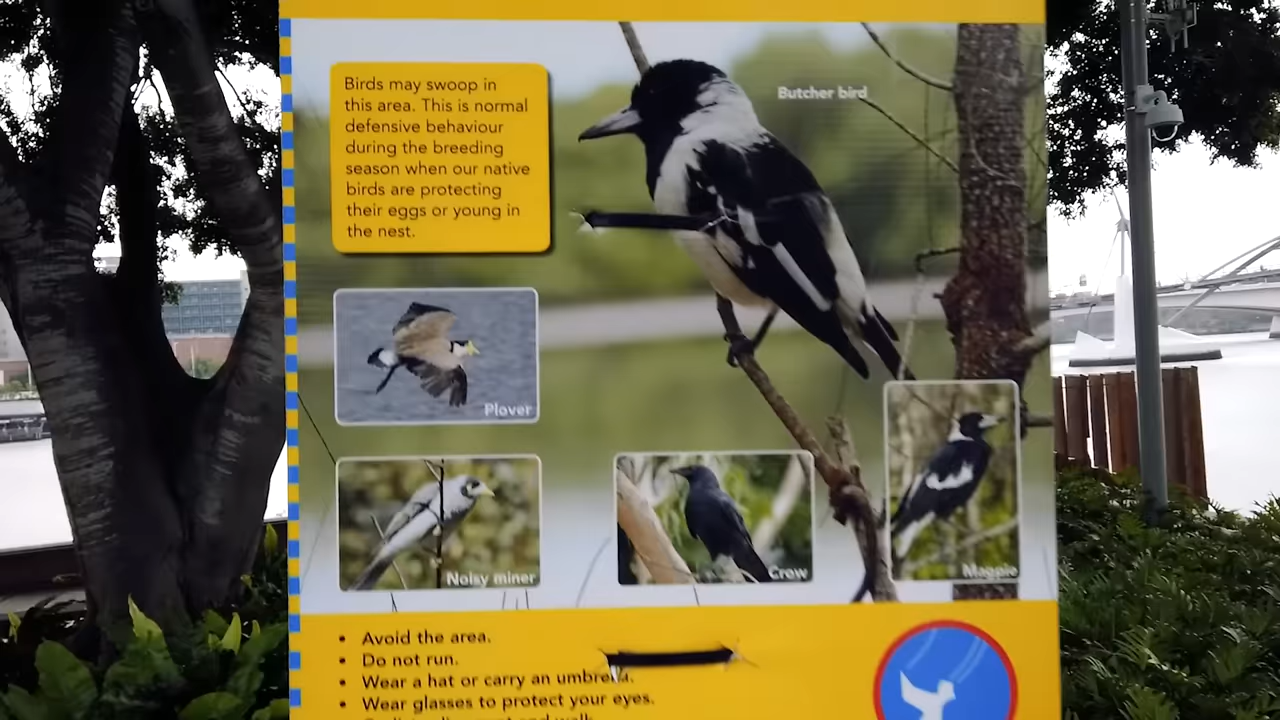 Birds may swoop in
this area. This is normal
defensive behaviour
during the breeding
season when our native
birds are protecting
their eggs or young in
the nest.
Butcher bird
Plover
Noisy miner
Crow
Magpie
• Avoid the area.
• Do not run.
• Wear a hat or carry an umbrella.
• Wear glasses to protect your eyes.